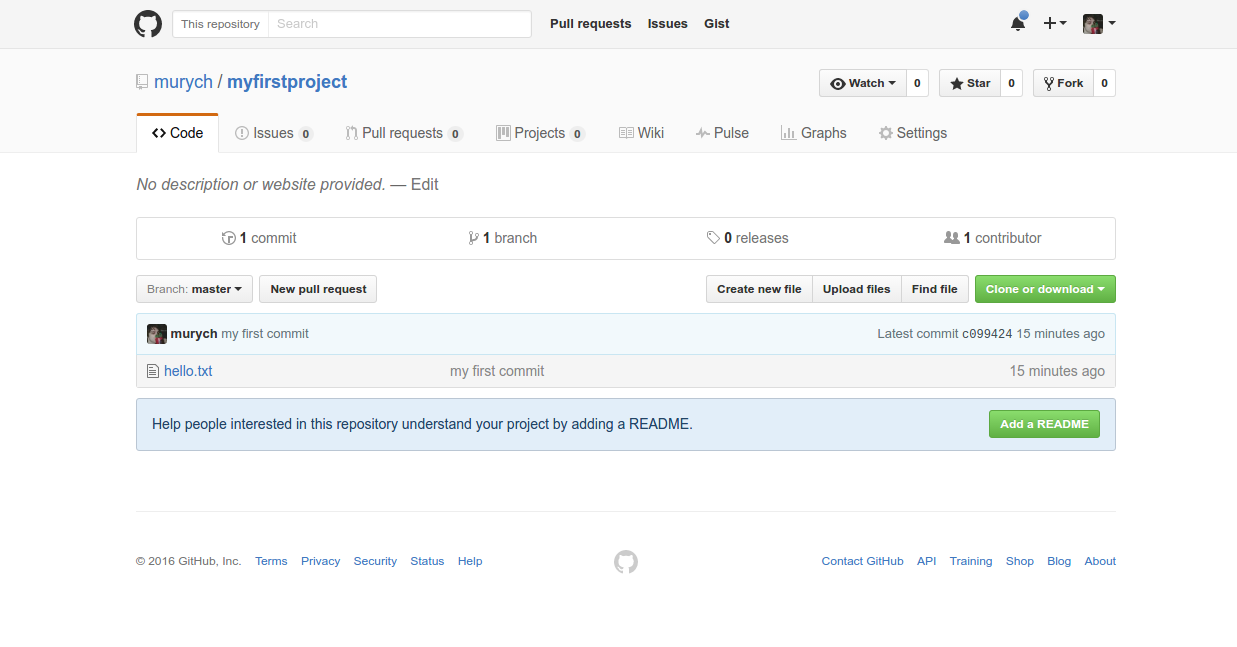 This repository Search Pull requests Issues Gist
murych / myfirstproject
Watch 0 Star 0 Fork 0
Code Issues 0 Pull requests 0 Projects 0 Wiki Pulse Graphs Settings
No description or website provided. — Edit
1 commit 1 branch 0 releases 1 contributor
Branch: master New pull request Create new file Upload files Find file Clone or download
murych my first commit Latest commit c099424 15 minutes ago
hello.txt my first commit 15 minutes ago
Help people interested in this repository understand your project by adding a README. Add a README
© 2016 GitHub, Inc. Terms Privacy Security Status Help Contact GitHub API Training Shop Blog About